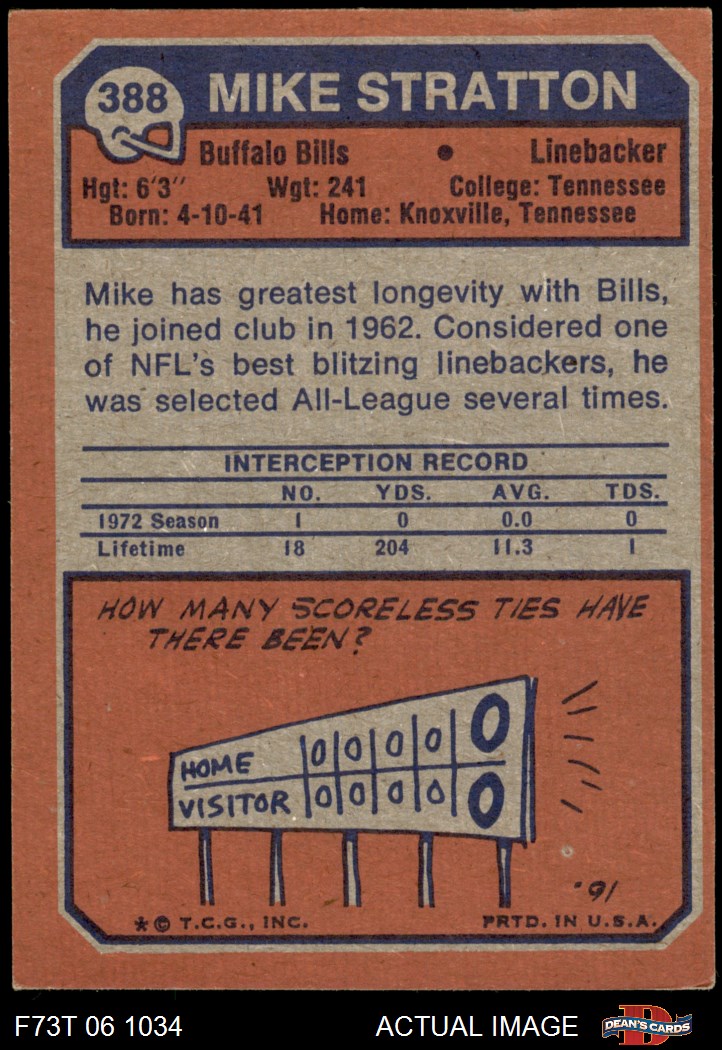 388 MIKE STRATTON
Buffalo Bills • Linebacker
Hgt: 6'3" Wgt: 241 College: Tennessee
Born: 4-10-41 Home: Knoxville, Tennessee
Mike has greatest longevity with Bills,
he joined club in 1962. Considered one
of NFL's best blitzing linebackers, he
was selected All-League several times.
INTERCEPTION RECORD
NO. YDS. AVG. TDS.
1972 Season 1 0 0.0 0
Lifetime 18 204 11.3 1
HOW MANY SCORELESS TIES HAVE
THERE BEEN?
HOME 0 0 0 0 0
VISITOR 0 0 0 0 0
'91
* © T.C.G., INC. PRTD. IN U.S.A.
F73T 06 1034 ACTUAL IMAGE D DEAN'S CARDS